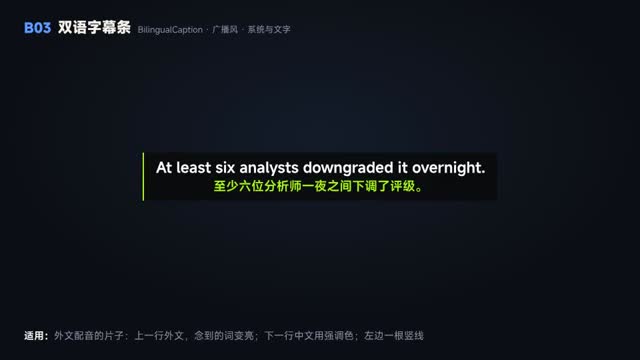 B03 双语字幕条 BilingualCaption · 广播风 · 系统与文字
At least six analysts downgraded it overnight.
至少六位分析师一夜之间下调了评级。
适用：外文配音的片子：上一行外文，念到的词变亮；下一行中文用强调色；左边一根竖线